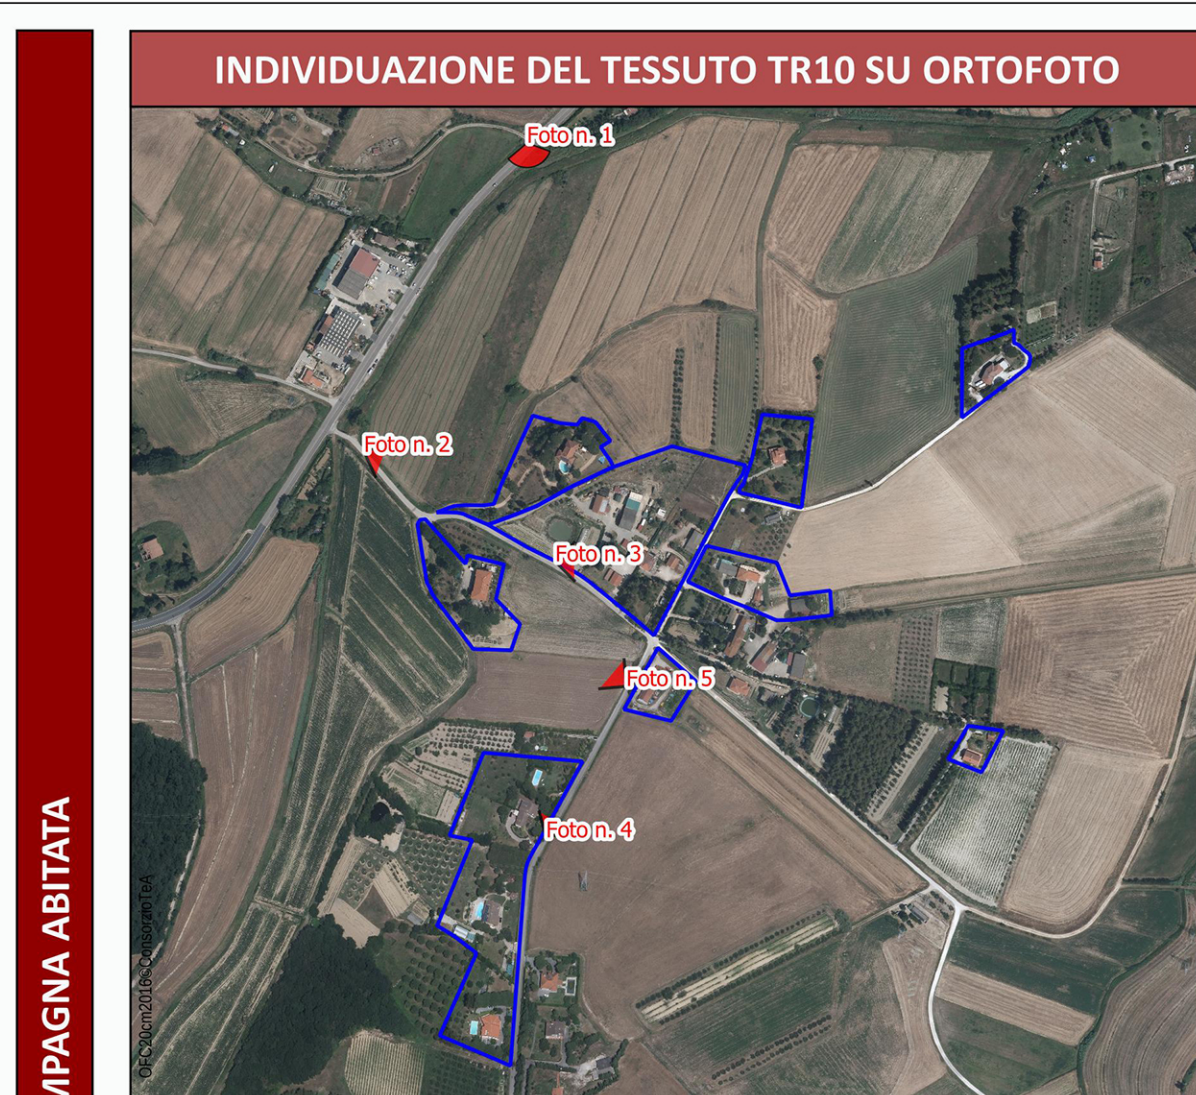 INDIVIDUAZIONE DEL TESSUTO TR10 SU ORTOFOTO
Foto n. 1
Foto n. 2
Foto n. 3
Foto n. 5
Foto n. 4
OFC20cm2016©ConsorzioTeA
MPAGNA ABITATA